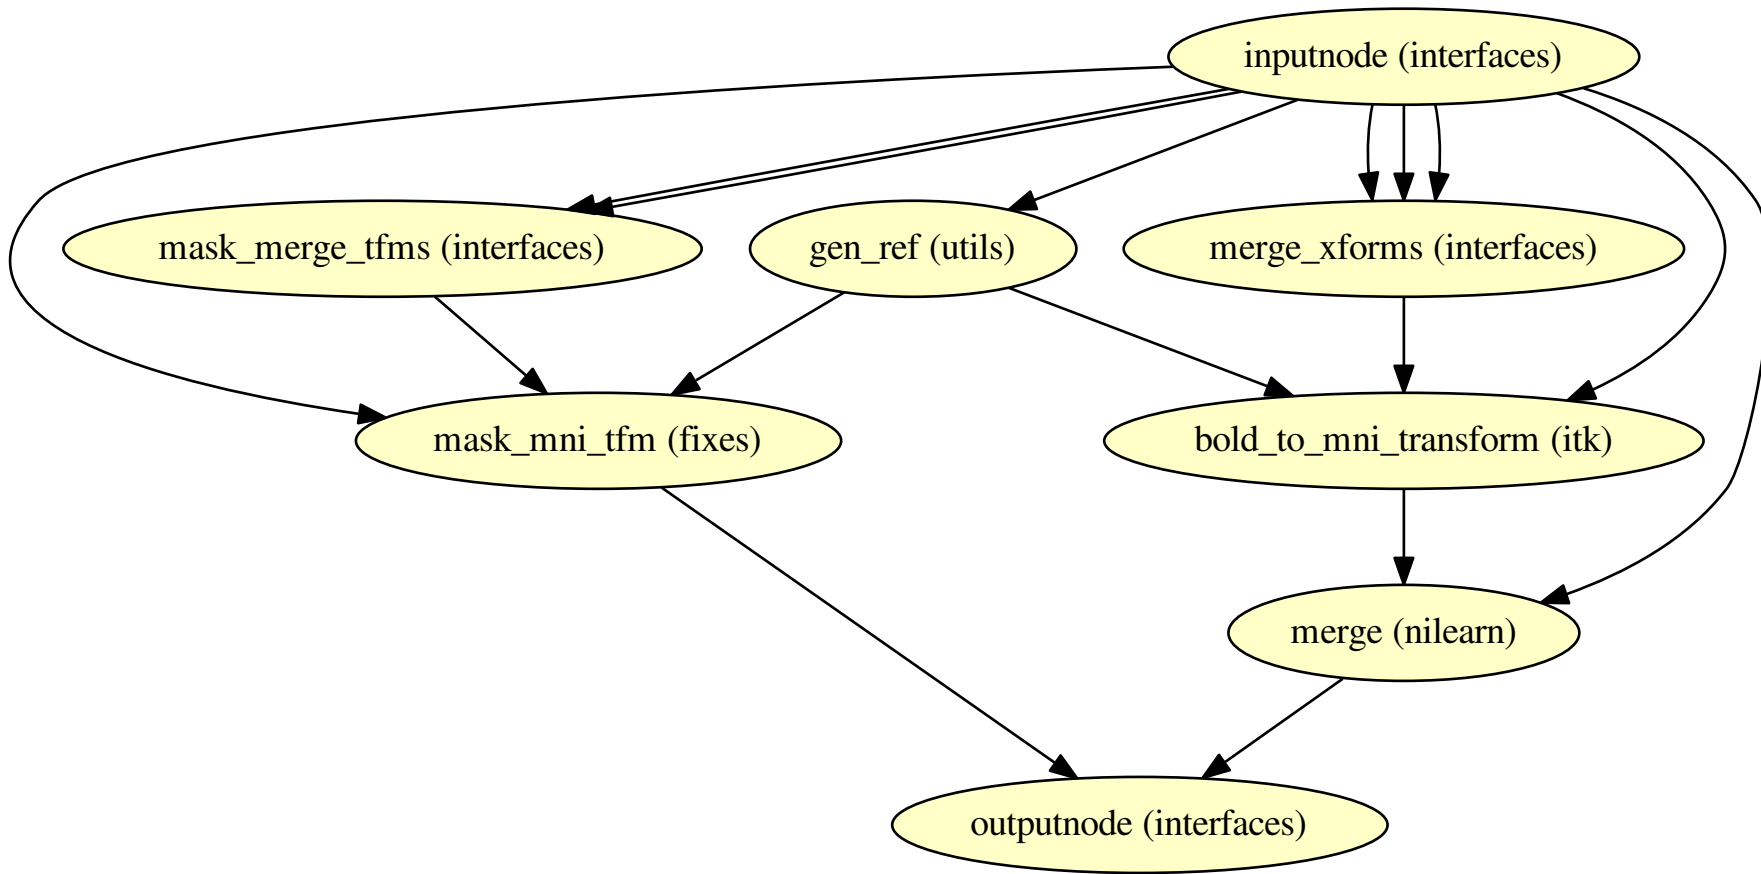 inputnode (interfaces)
mask_merge_tfms (interfaces)
gen_ref (utils)
merge_xforms (interfaces)
mask_mni_tfm (fixes)
bold_to_mni_transform (itk)
merge (nilearn)
outputnode (interfaces)